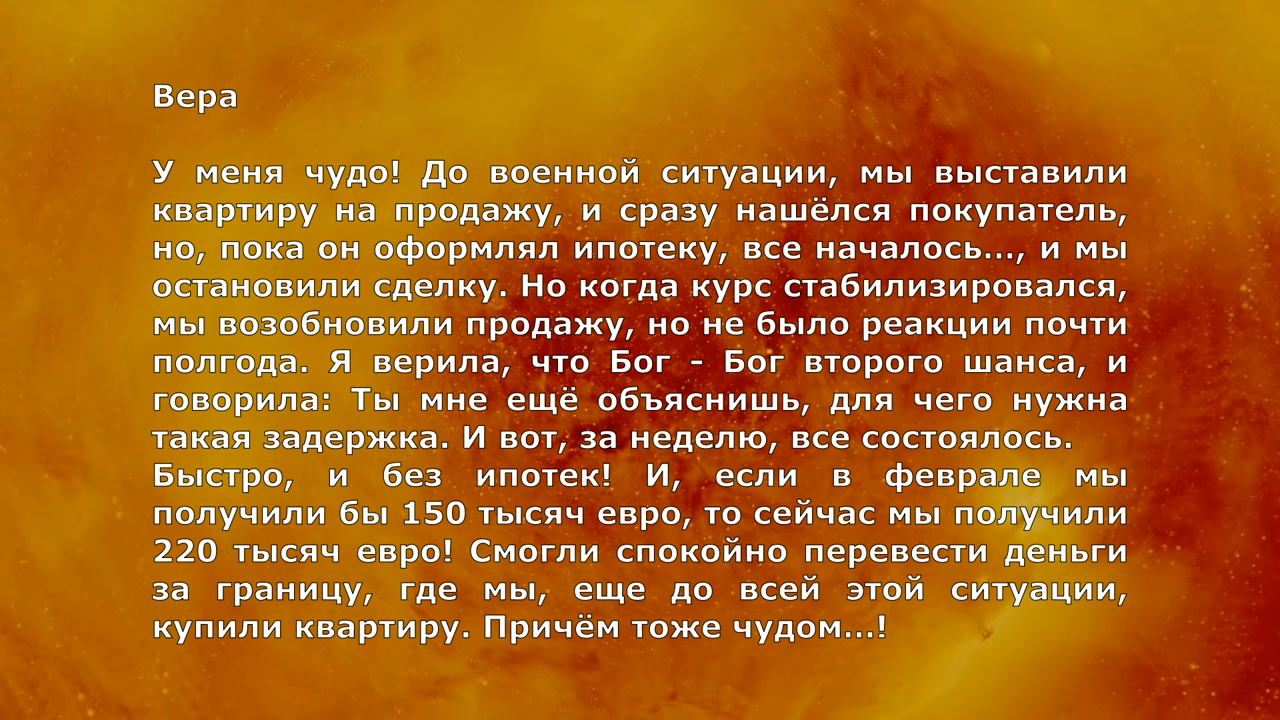 Вера
У меня чудо! До военной ситуации, мы выставили
квартиру на продажу, и сразу нашёлся покупатель,
но, пока он оформлял ипотеку, все началось…, и мы
остановили сделку. Но когда курс стабилизировался,
мы возобновили продажу, но не было реакции почти
полгода. Я верила, что Бог - Бог второго шанса, и
говорила: Ты мне ещё объяснишь, для чего нужна
такая задержка. И вот, за неделю, все состоялось.
Быстро, и без ипотек! И, если в феврале мы
получили бы 150 тысяч евро, то сейчас мы получили
220 тысяч евро! Смогли спокойно перевести деньги
за границу, где мы, еще до всей этой ситуации,
купили квартиру. Причём тоже чудом…!